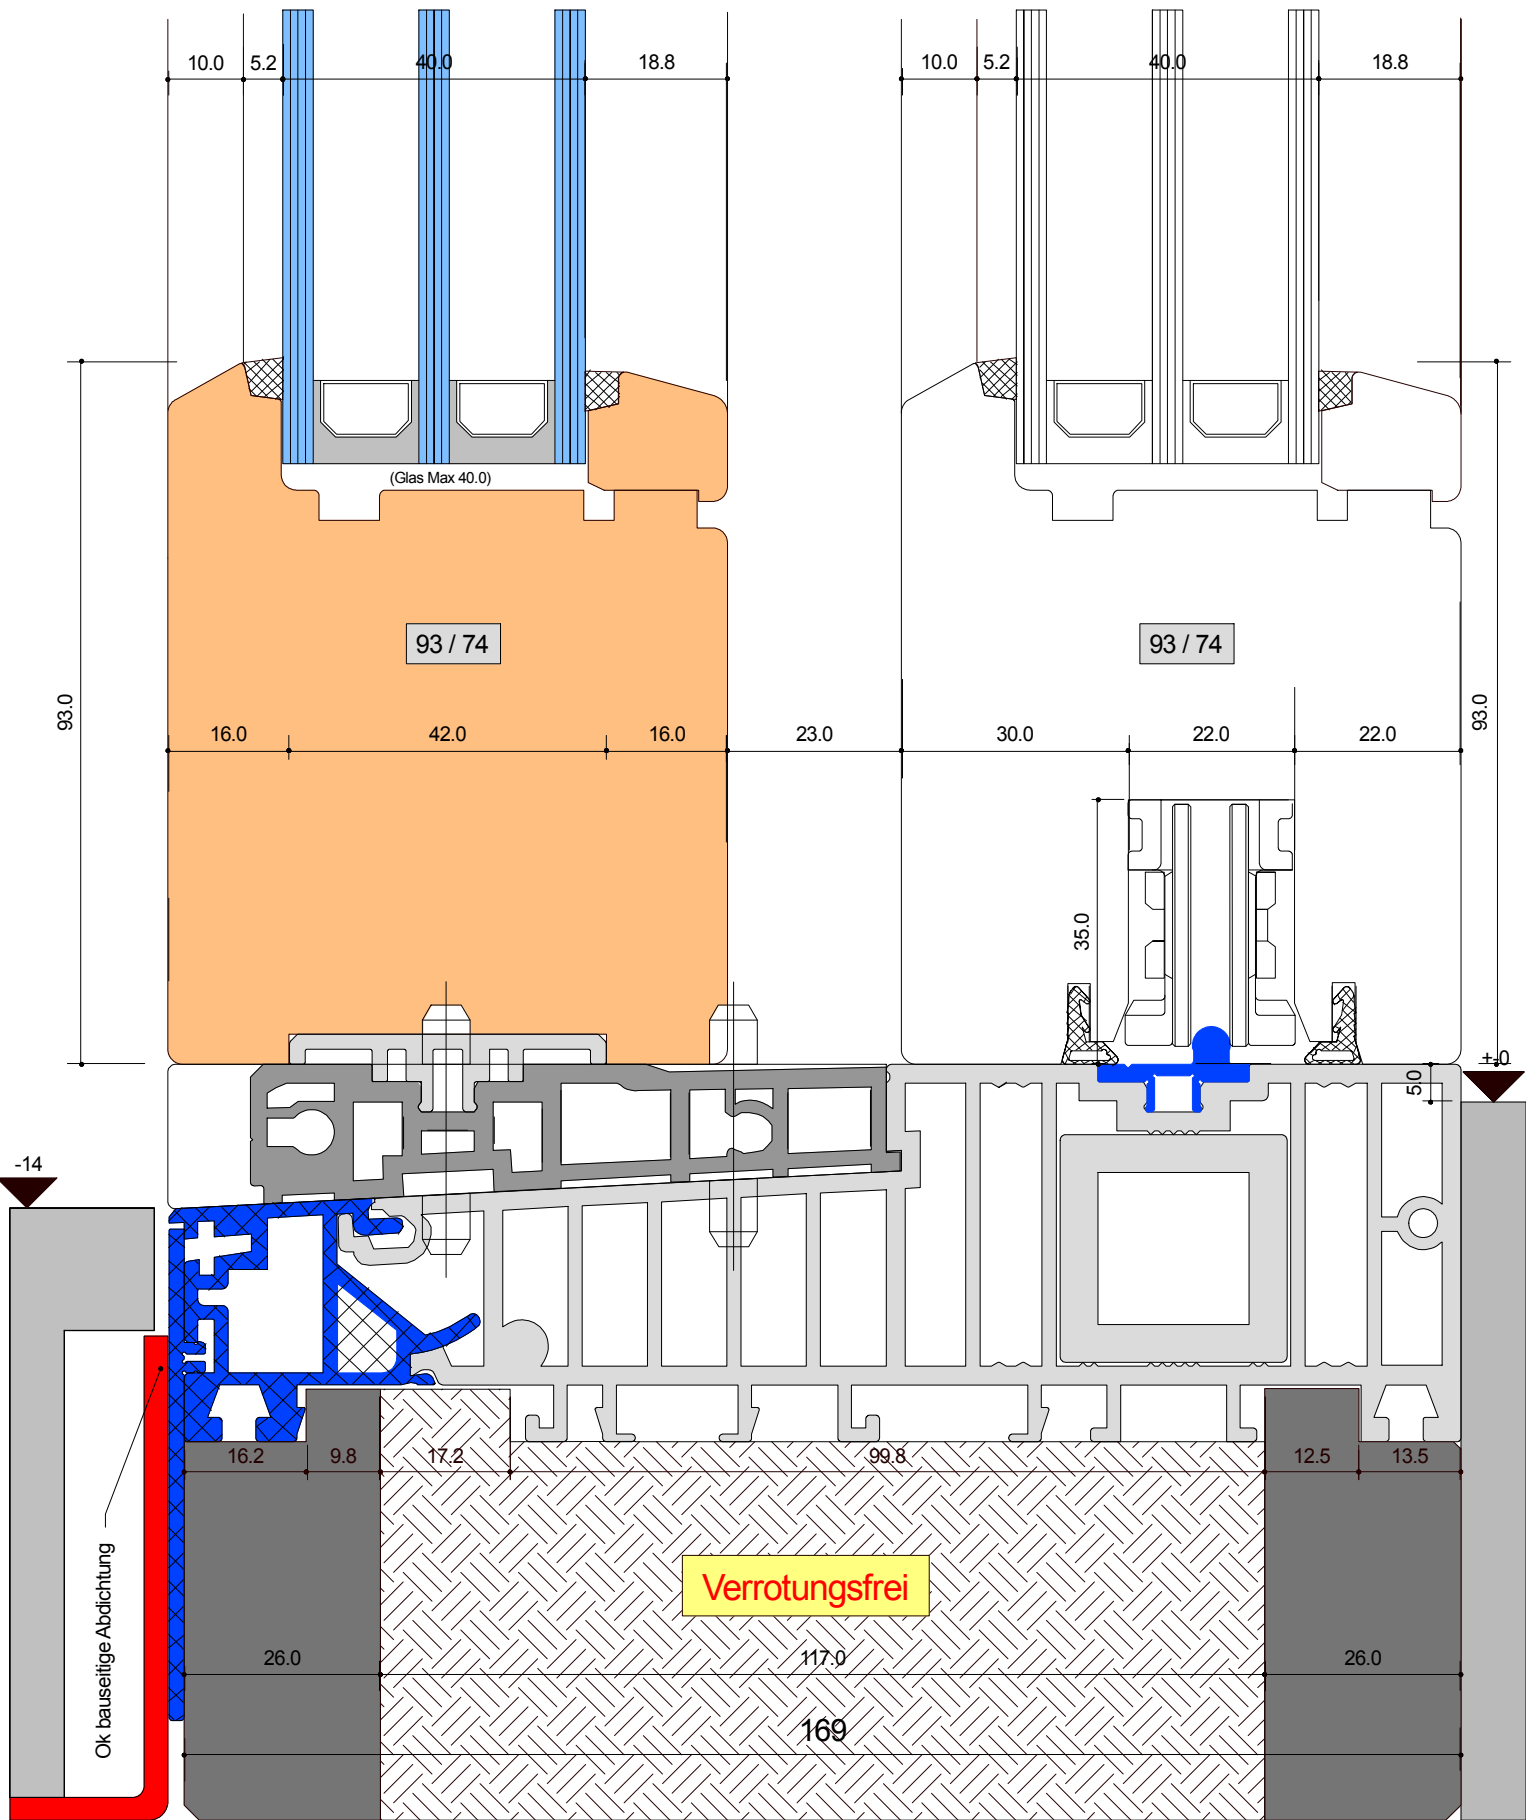 10.0 5.2 40.0 18.8 10.0 5.2 40.0 18.8
(Glas Max 40.0)
93 / 74 93 / 74
93.0 93.0
16.0 42.0 16.0 23.0 30.0 22.0 22.0
35.0
+-0
5.0
-14
16.2 9.8 17.2 99.8 12.5 13.5
Ok bauseitige Abdichtung
Verrotungsfrei
26.0 117.0 26.0
169